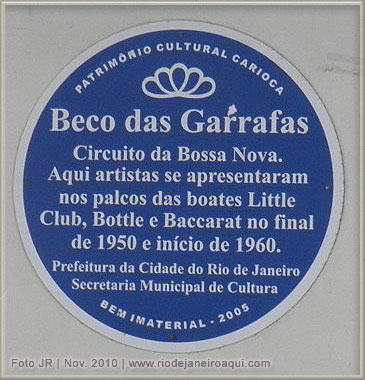 PATRIMÔNIO CULTURAL CARIOCA
Beco das Garrafas
Circuito da Bossa Nova.
Aqui artistas se apresentaram
nos palcos das boates Little
Club, Bottle e Baccarat no final
de 1950 e início de 1960.
Prefeitura da Cidade do Rio de Janeiro
Secretaria Municipal de Cultura
BEM IMATERIAL - 2005
Foto JR | Nov. 2010 | www.riodejaneiroaqui.com